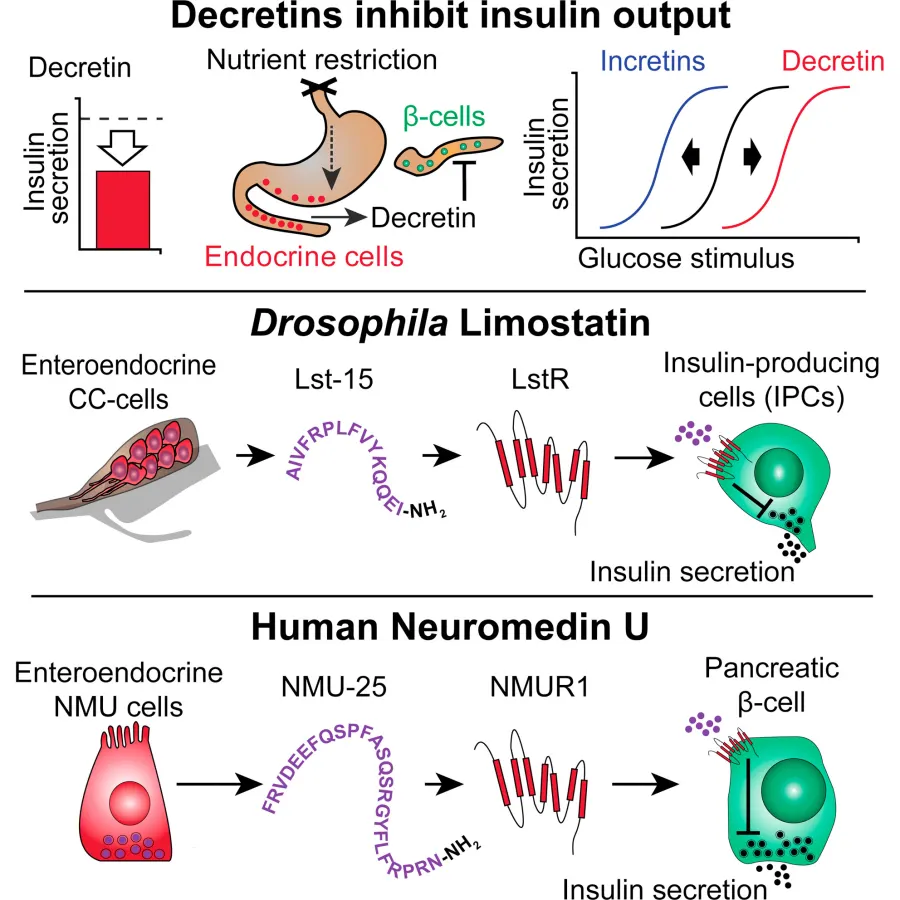 Decretins inhibit insulin output
Decretin
Insulin
secretion
Nutrient restriction
β-cells
Decretin
Endocrine cells
Incretins
Decretin
Insulin
secretion
Glucose stimulus
Drosophila Limostatin
Enteroendocrine
CC-cells
Lst-15
AIVFRPLFVYKQQEI-NH2
LstR
Insulin-producing
cells (IPCs)
Insulin secretion
Human Neuromedin U
Enteroendocrine
NMU cells
NMU-25
FRVDEEFQSPFASQSRGYFLFRPRN-NH2
NMUR1
Pancreatic
β-cell
Insulin secretion